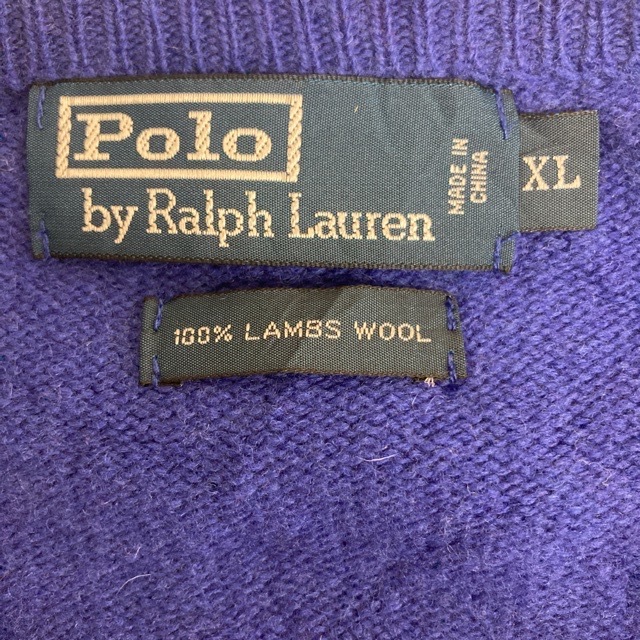 Polo
by Ralph Lauren
MADE IN
CHINA
XL
100% LAMBS WOOL